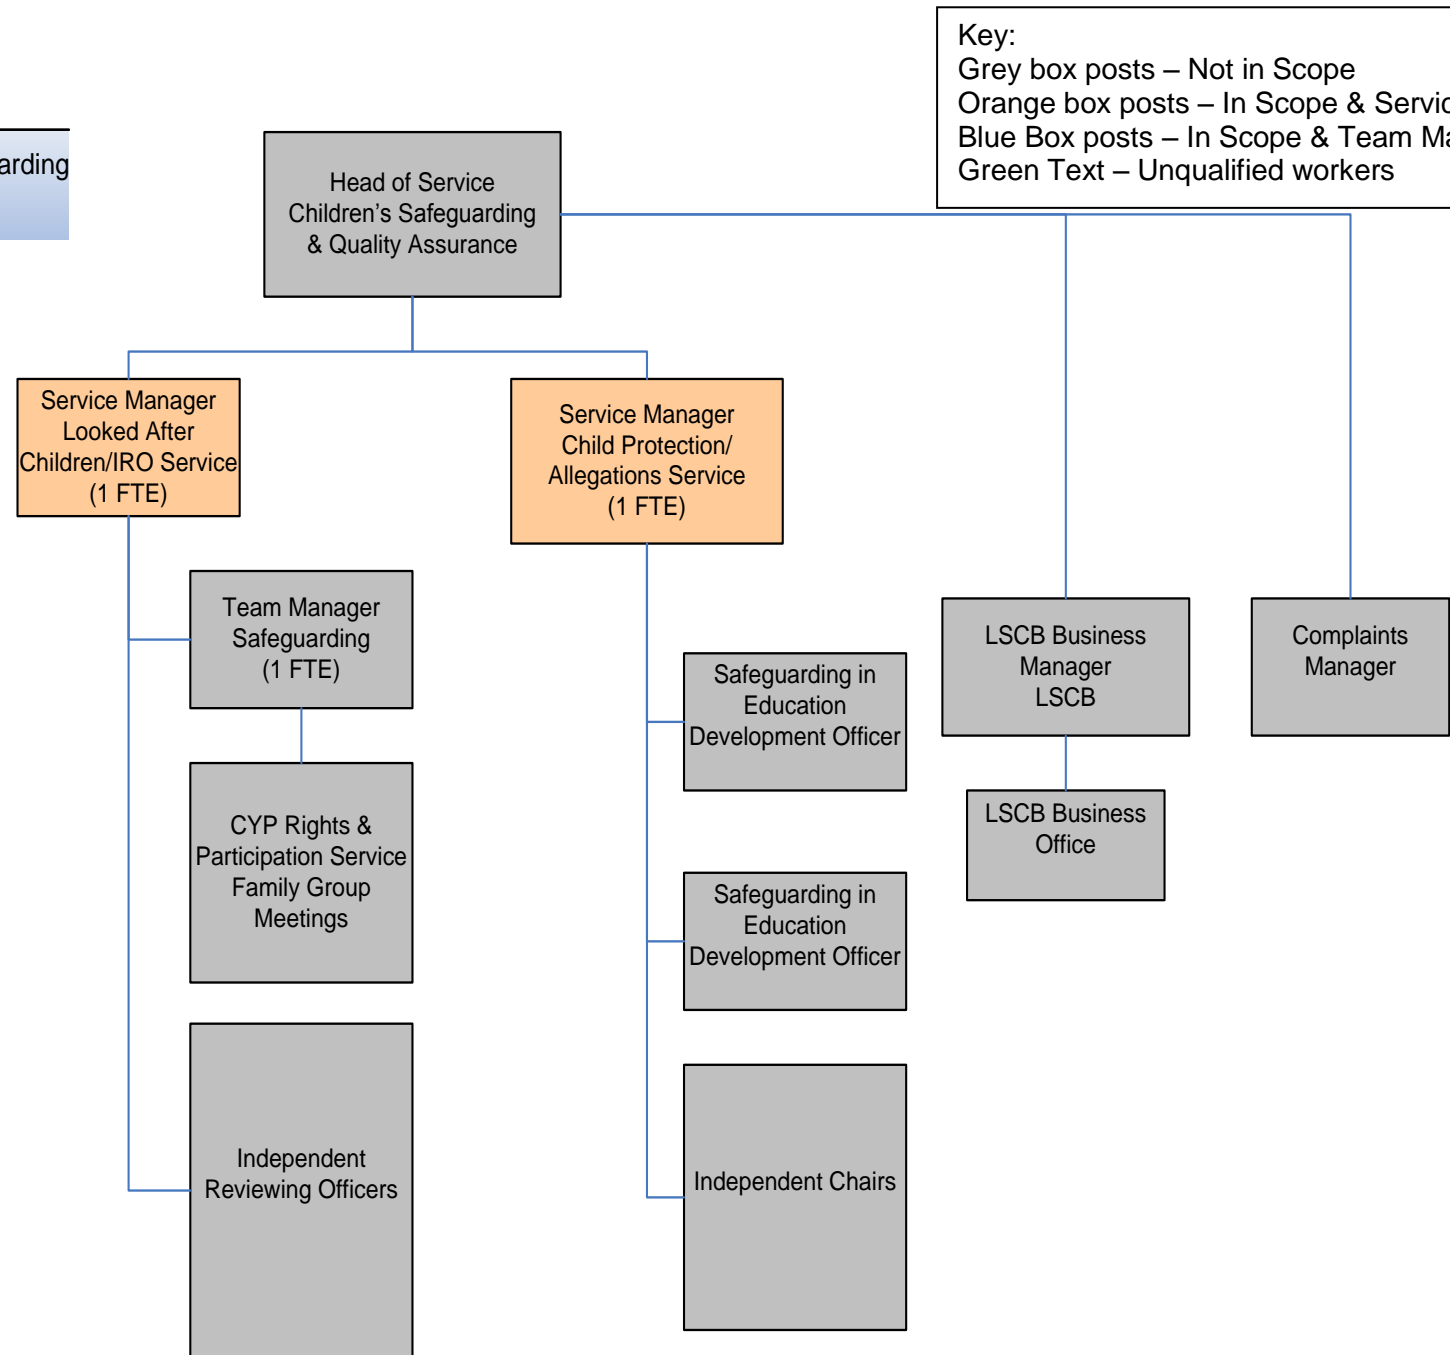 Key:
Grey box posts – Not in Scope
Orange box posts – In Scope &
Blue Box posts – In Scope & Team
Green Text – Unqualified workers
Head of Service
Children’s Safeguarding
& Quality Assurance
Service Manager
Looked After
Children/IRO Service
(1 FTE)
Service Manager
Child Protection/
Allegations Service
(1 FTE)
Team Manager
Safeguarding
(1 FTE)
CYP Rights &
Participation Service
Family Group
Meetings
Independent
Reviewing Officers
Safeguarding in
Education
Development Officer
Safeguarding in
Education
Development Officer
Independent Chairs
LSCB Business
Manager
LSCB
LSCB Business
Office
Complaints
Manager